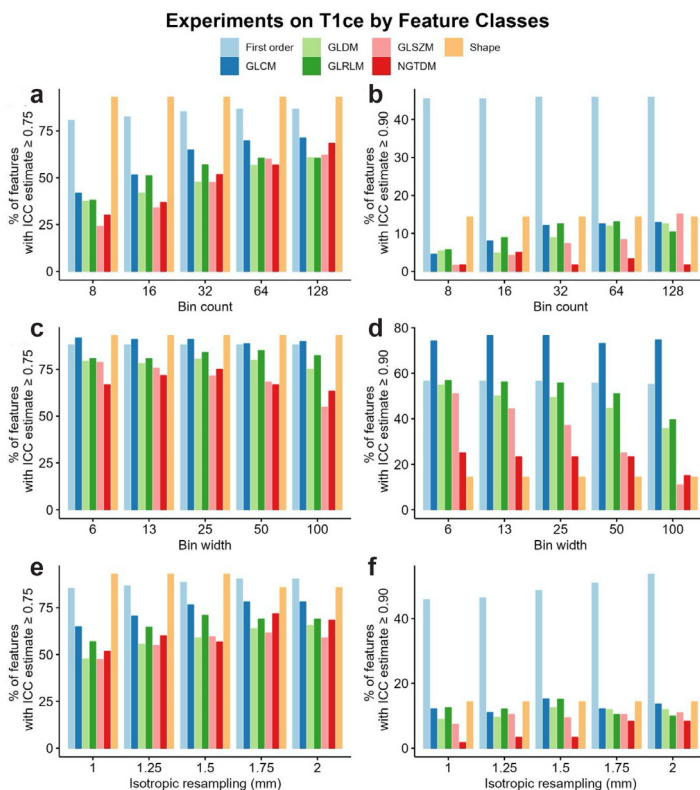 Experiments on T1ce by Feature Classes
First order GLDM GLSZM Shape
GLCM GLRLM NGTDM
a
% of features
with ICC estimate ≥ 0.75
75
50
25
0
8 16 32 64 128
Bin count
b
% of features
with ICC estimate ≥ 0.90
40
30
20
10
0
8 16 32 64 128
Bin count
c
% of features
with ICC estimate ≥ 0.75
75
50
25
0
6 13 25 50 100
Bin width
d
% of features
with ICC estimate ≥ 0.90
80
60
40
20
0
6 13 25 50 100
Bin width
e
% of features
with ICC estimate ≥ 0.75
75
50
25
0
1 1.25 1.5 1.75 2
Isotropic resampling (mm)
f
% of features
with ICC estimate ≥ 0.90
40
20
0
1 1.25 1.5 1.75 2
Isotropic resampling (mm)